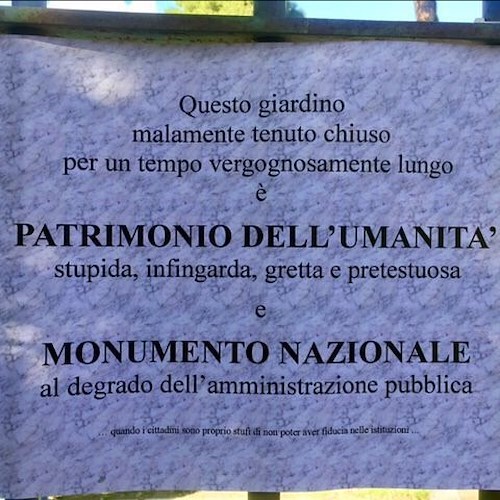 Questo giardino
malamente tenuto chiuso
per un tempo vergognosamente lungo
è
PATRIMONIO DELL'UMANITA'
stupida, infingarda, gretta e pretestuosa
e
MONUMENTO NAZIONALE
al degrado dell'amministrazione pubblica
... quando i cittadini sono proprio stufi di non poter aver fiducia nelle istituzioni ...